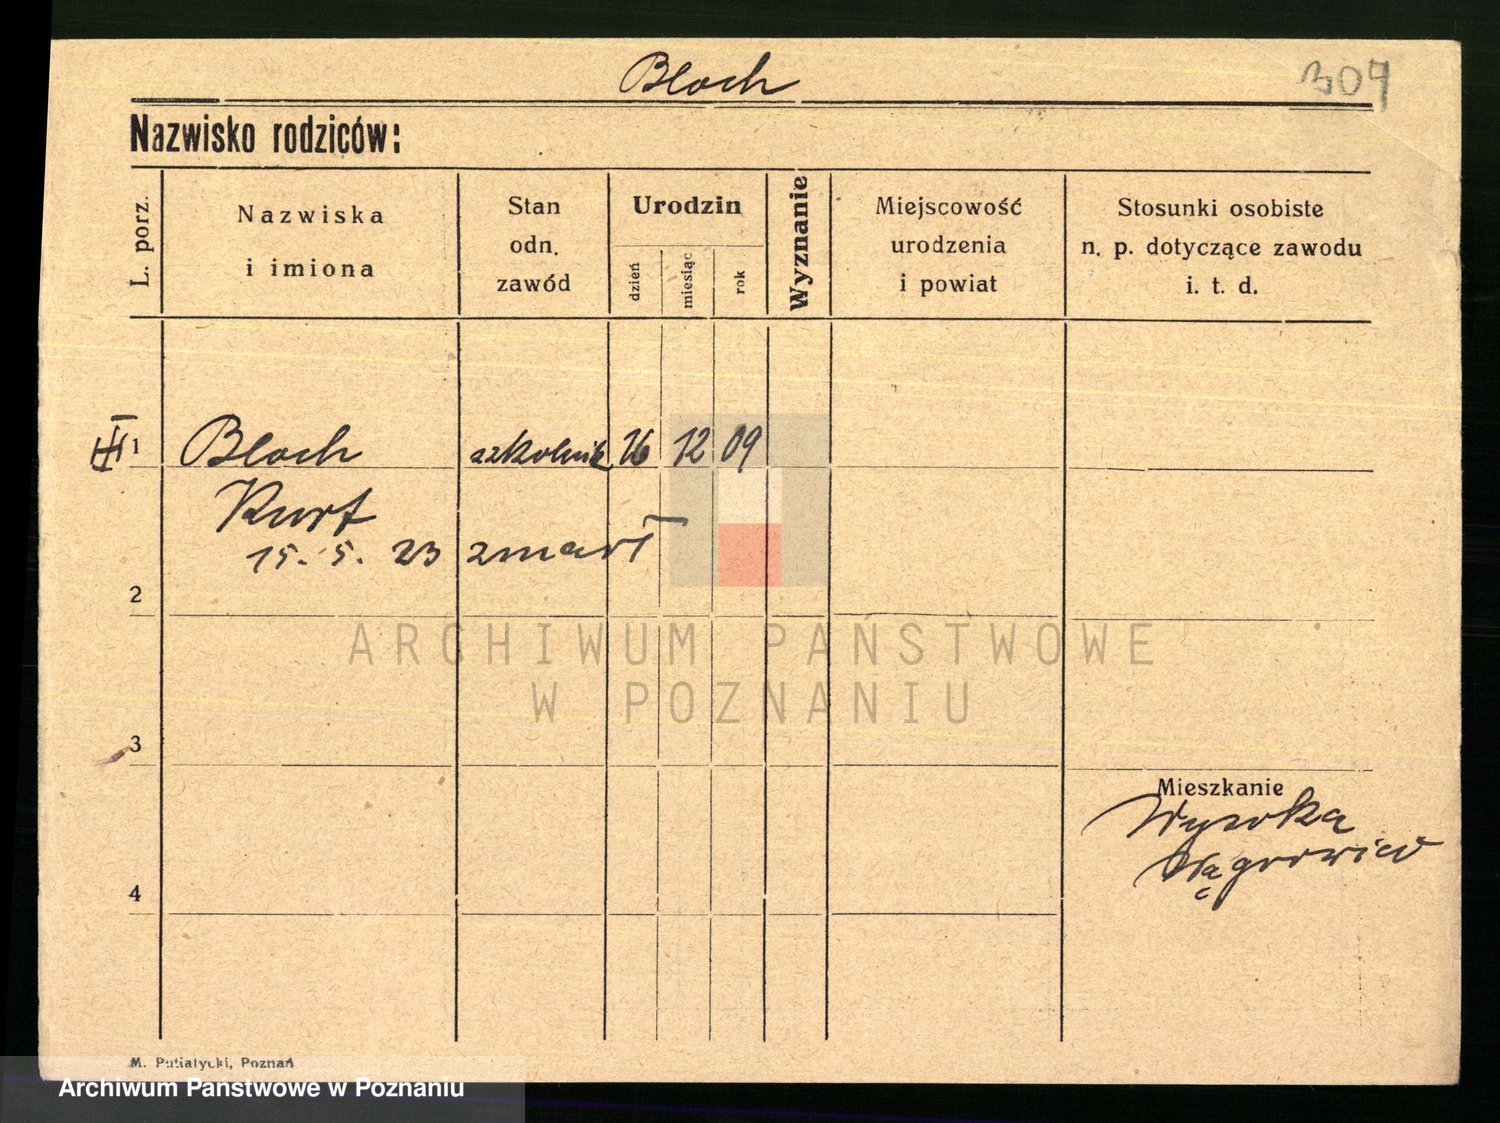 Bloch
309
Nazwisko rodziców:
L. porz.
Nazwiska
i imiona
Stan
odn.
zawód
Urodzin
dzień
miesiąc
rok
Wyznanie
Miejscowość
urodzenia
i powiat
Stosunki osobiste
n. p. dotyczące zawodu
i. t. d.
1 Bloch szkolnik 16 12 09
Kurt
15. 5. 23 zmarł
2
ARCHIWUM PAŃSTWOWE
W POZNANIU
3
Mieszkanie
Wysoka
Wągrowiec
4
M. Putiatycki, Poznań
Archiwum Państwowe w Poznaniu